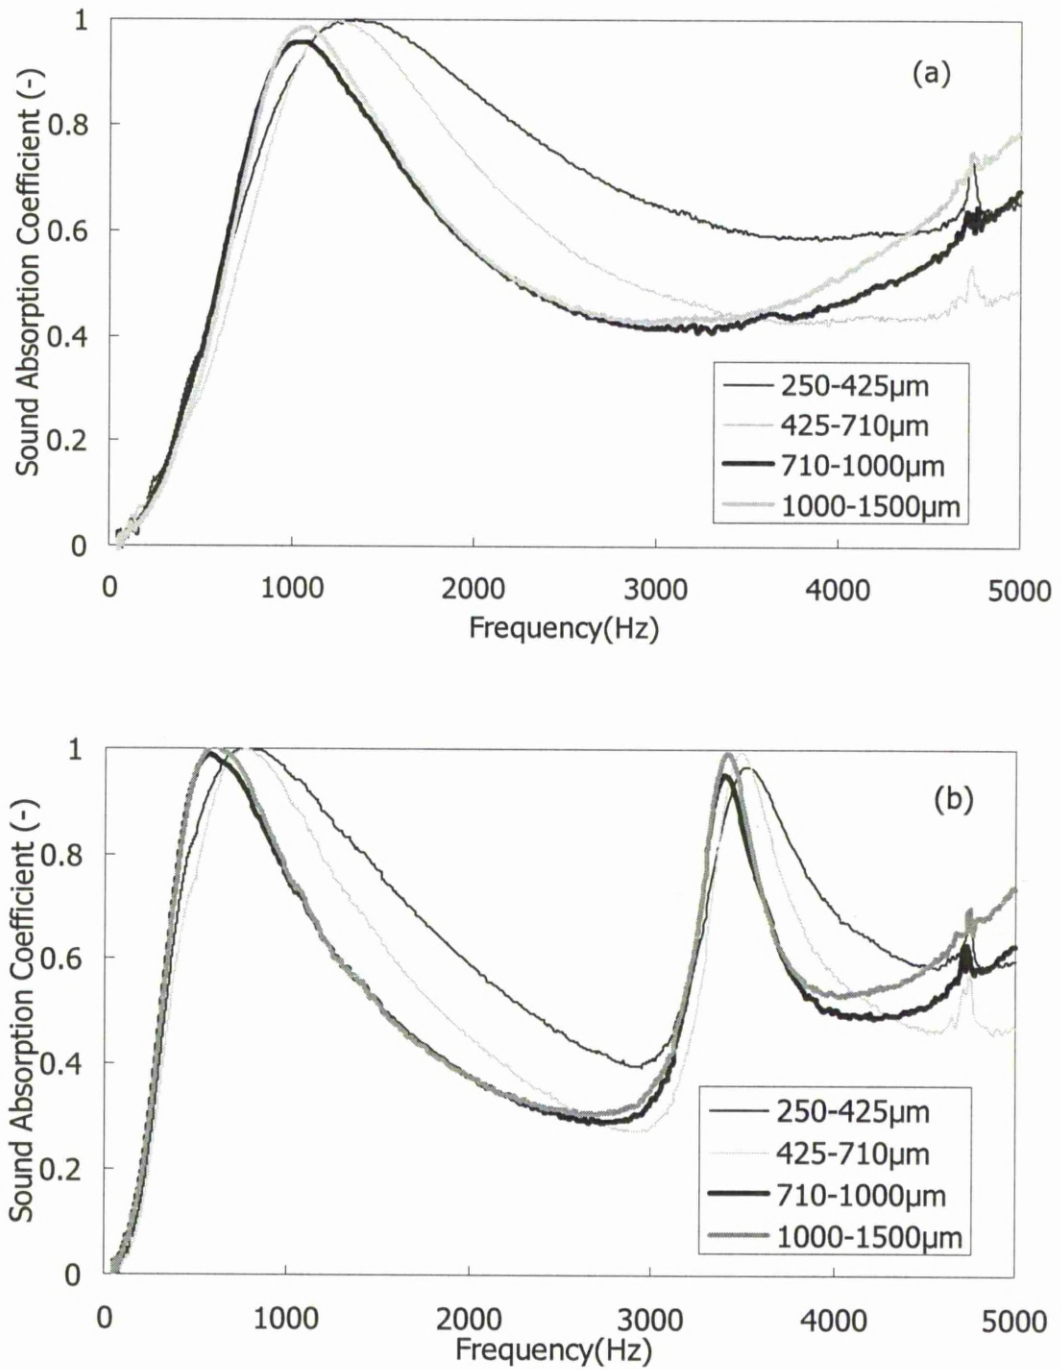 (a)
Sound Absorption Coefficient (-)
1
0.8
0.6
0.4
0.2
0
0 1000 2000 3000 4000 5000
Frequency(Hz)
250-425µm
425-710µm
710-1000µm
1000-1500µm
(b)
Sound Absorption Coefficient (-)
1
0.8
0.6
0.4
0.2
0
0 1000 2000 3000 4000 5000
Frequency(Hz)
250-425µm
425-710µm
710-1000µm
1000-1500µm